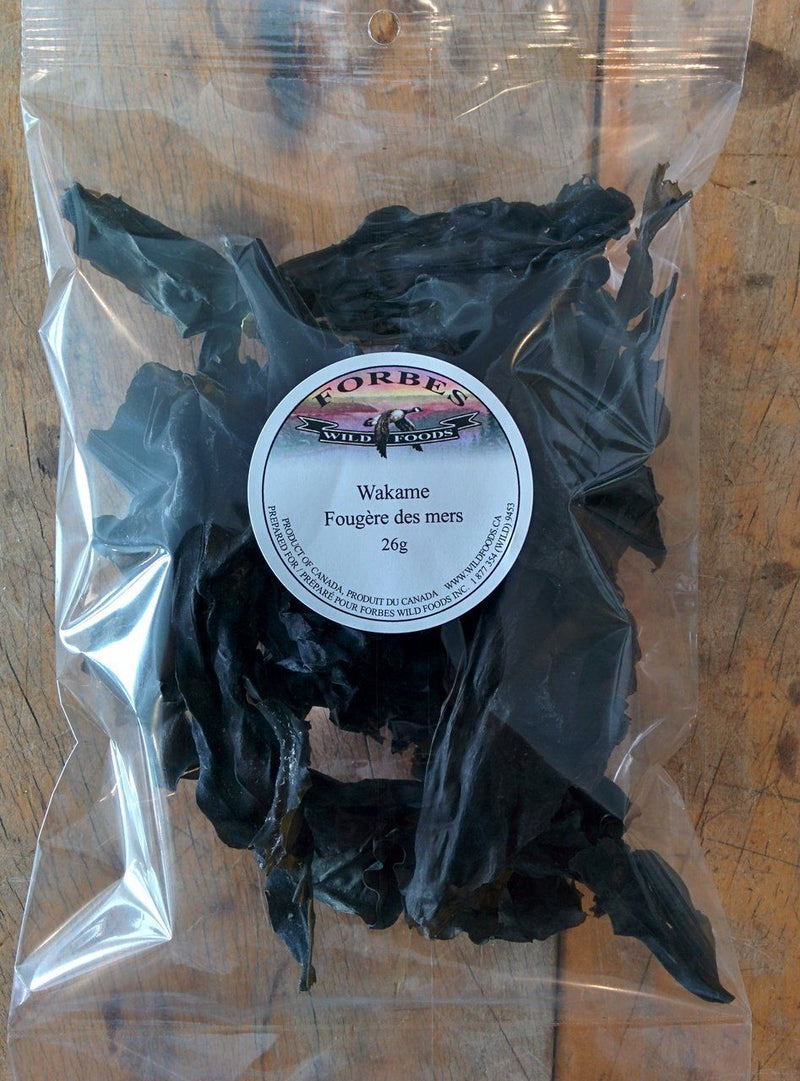 FORBES
WILD FOODS
Wakame
Fougère des mers
26g
PRODUCT OF CANADA, PRODUIT DU CANADA WWW.WILDFOODS.CA
PREPARED FOR / PRÉPARÉ POUR FORBES WILD FOODS INC. 1 877 354 (WILD) 9453